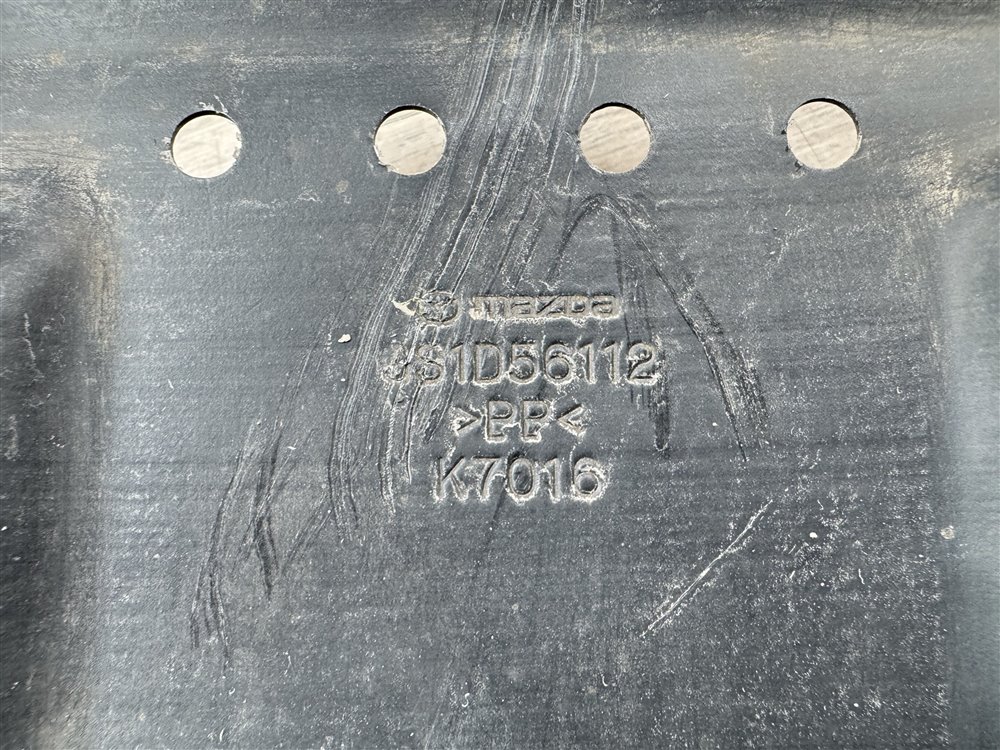 mazda
GS1D56112
>PP<
K7016